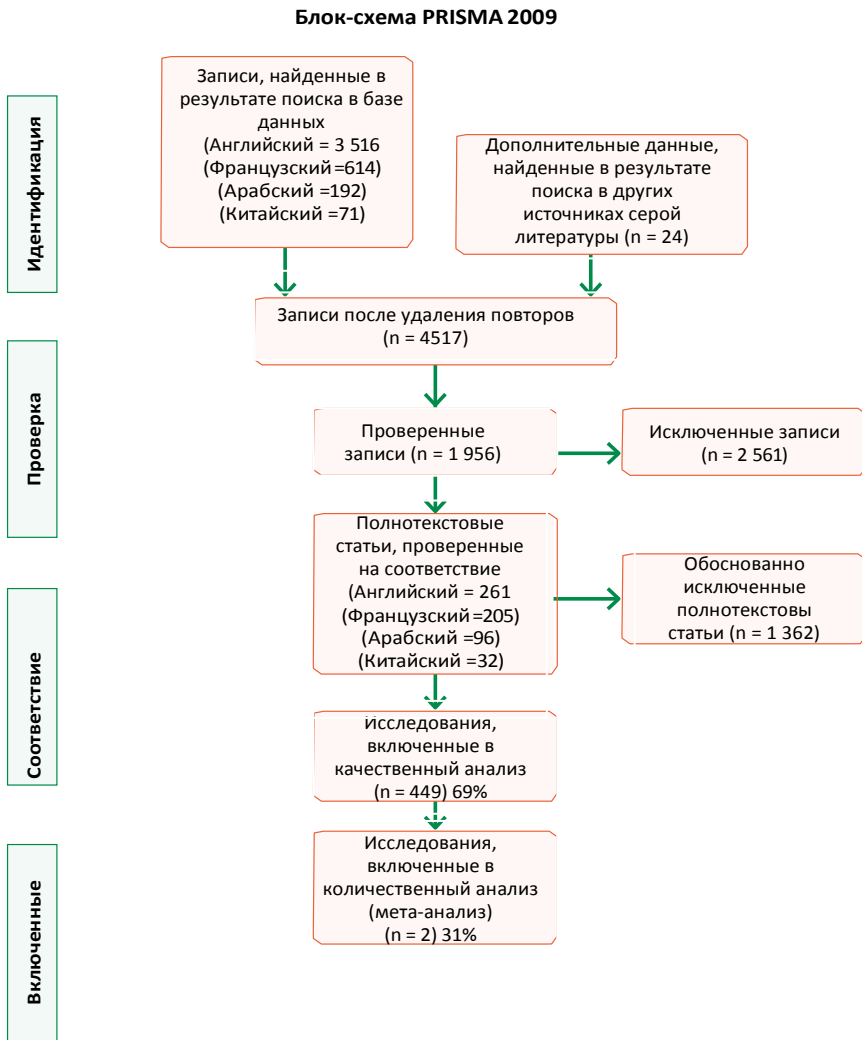 Блок-схема PRISMA 2009
Идентификация
Записи, найденные в
результате поиска в базе
данных
(Английский = 3 516
(Французский =614)
(Арабский =192)
(Китайский =71)
Дополнительные данные,
найденные в результате
поиска в других
источниках серой
литературы (n = 24)
Записи после удаления повторов
(n = 4517)
Проверка
Проверенные
записи (n = 1 956)
Исключенные записи
(n = 2 561)
Полнотекстовые
статьи, проверенные
на соответствие
(Английский = 261
(Французский =205)
(Арабский =96)
(Китайский =32)
Обоснованно
исключенные
полнотекстовы
статьи (n = 1 362)
Соответствие
Исследования,
включенные в
качественный анализ
(n = 449) 69%
Включенные
Исследования,
включенные в
количественный анализ
(мета-анализ)
(n = 2) 31%